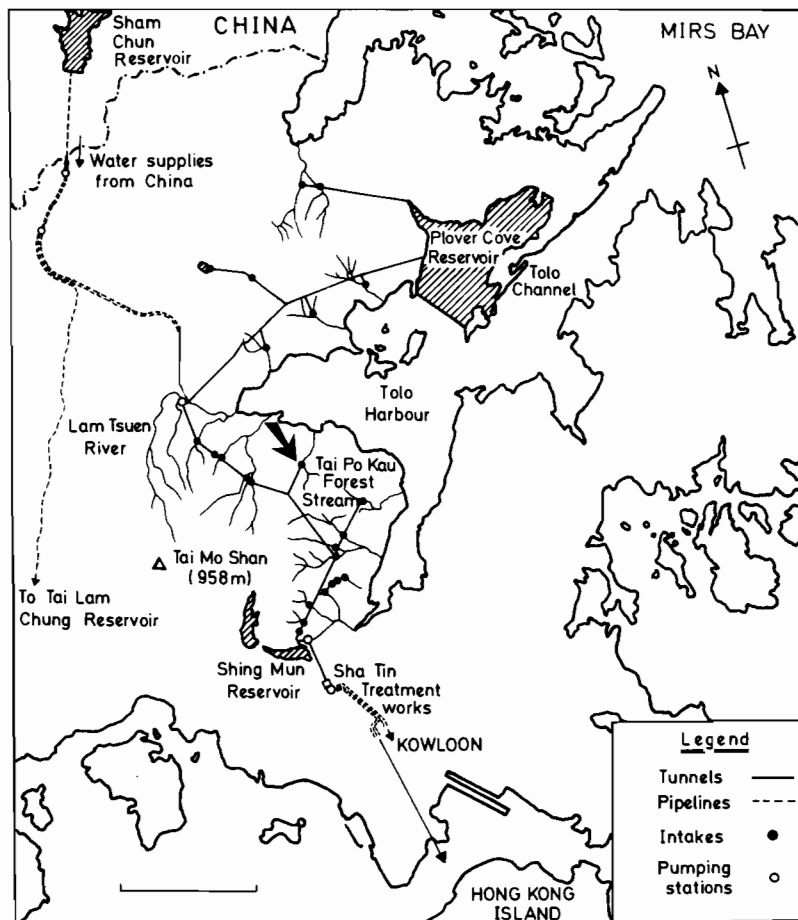 CHINA
MIRS BAY
Sham
Chun
Reservoir
N
Water supplies
from China
Plover Cove
Reservoir
Tolo
Channel
Tolo
Harbour
Lam Tsuen
River
Tai Po Kau
Forest
Stream
Tai Mo Shan
(958m)
To Tai Lam
Chung Reservoir
Shing Mun
Reservoir
Sha Tin
Treatment
works
KOWLOON
Legend
Tunnels
Pipelines
Intakes
Pumping
stations
HONG KONG
ISLAND